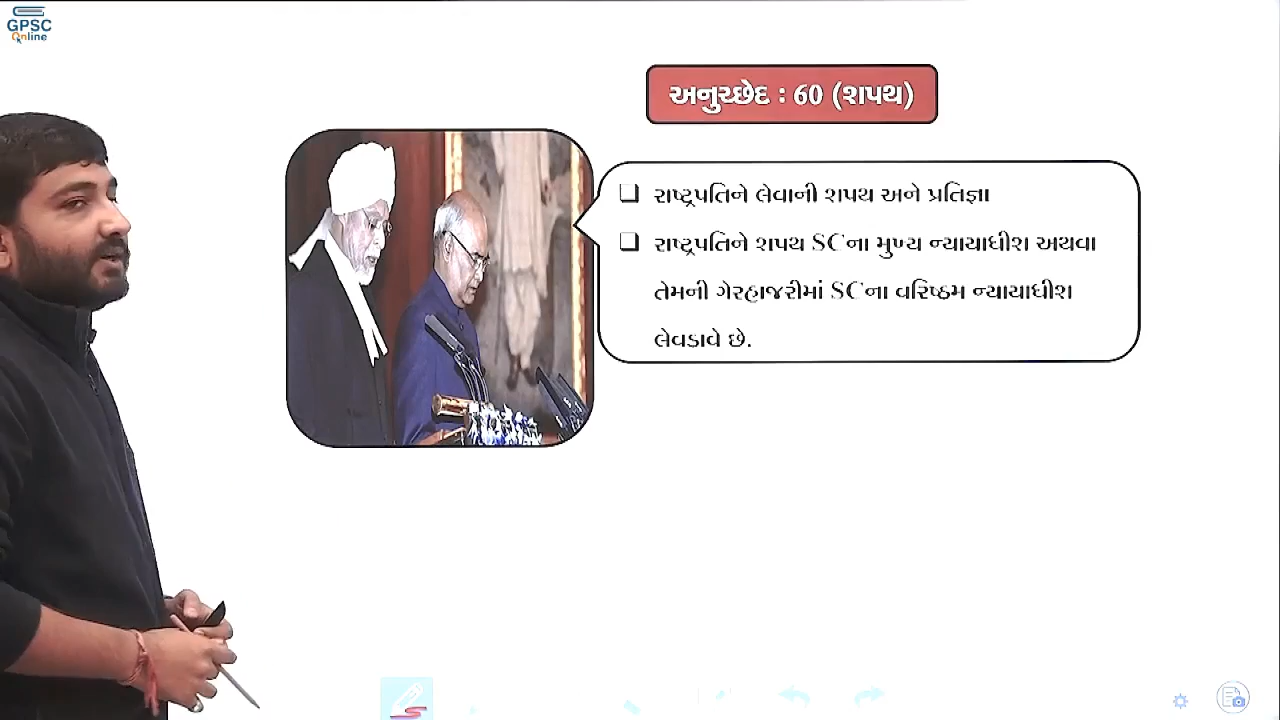 GPSC
Online
અનુચ્છેદ : 60 (શપથ)
રાષ્ટ્રપતિને લેવાની શપથ અને પ્રતિજ્ઞા
રાષ્ટ્રપતિને શપથ SCના મુખ્ય ન્યાયાધીશ અથવા
તેમની ગેરહાજરીમાં SCના વરિષ્ઠમ ન્યાયાધીશ
લેવડાવે છે.